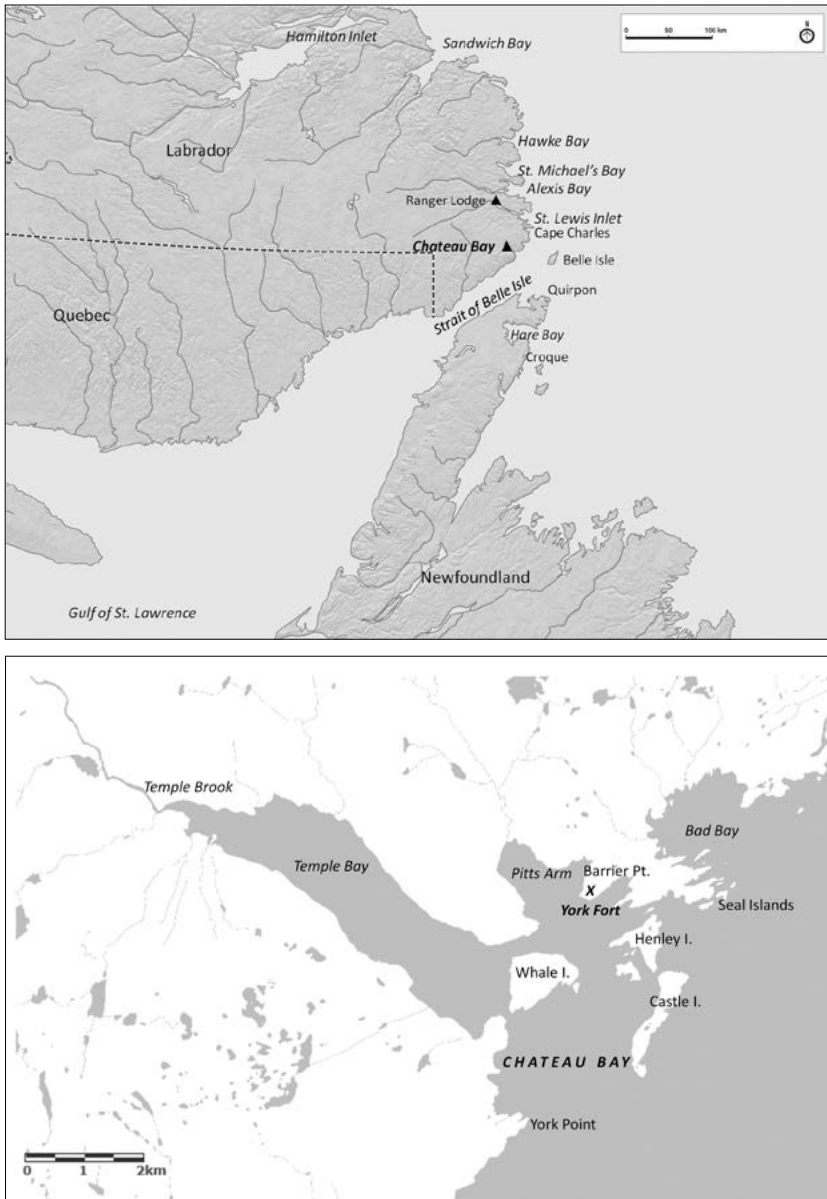 Hamilton Inlet
Sandwich Bay
0 50 100 km
N
Labrador
Hawke Bay
St. Michael's Bay
Alexis Bay
Ranger Lodge
St. Lewis Inlet
Cape Charles
Chateau Bay
Belle Isle
Quirpon
Quebec
Strait of Belle Isle
Hare Bay
Croque
Newfoundland
Gulf of St. Lawrence
Temple Brook
Bad Bay
Temple Bay
Pitts Arm
Barrier Pt.
X
York Fort
Seal Islands
Henley I.
Whale I.
Castle I.
CHATEAU BAY
York Point
0 1 2km